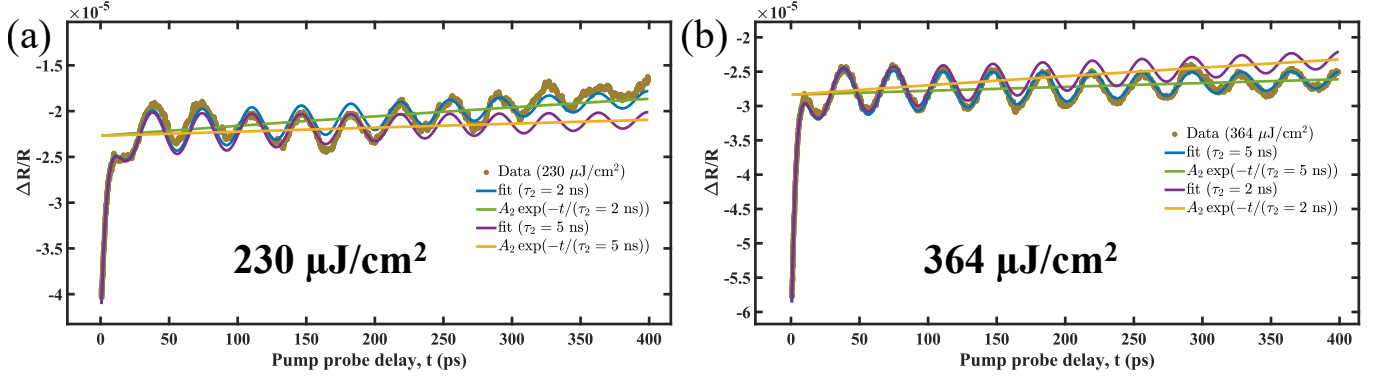 (a)
×10⁻⁵
-1.5
-2
-2.5
-3
-3.5
-4
ΔR/R
Data (230 μJ/cm²)
fit (τ₂ = 2 ns)
A₂ exp(−t/(τ₂ = 2 ns))
fit (τ₂ = 5 ns)
A₂ exp(−t/(τ₂ = 5 ns))
230 μJ/cm²
0 50 100 150 200 250 300 350 400
Pump probe delay, t (ps)
(b)
×10⁻⁵
-2
-2.5
-3
-3.5
-4
-4.5
-5
-5.5
-6
ΔR/R
Data (364 μJ/cm²)
fit (τ₂ = 5 ns)
A₂ exp(−t/(τ₂ = 5 ns))
fit (τ₂ = 2 ns)
A₂ exp(−t/(τ₂ = 2 ns))
364 μJ/cm²
0 50 100 150 200 250 300 350 400
Pump probe delay, t (ps)